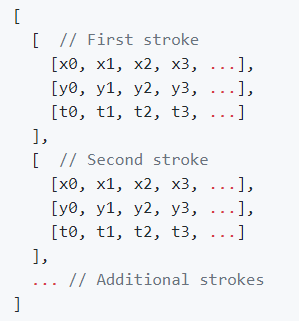 [
  [  // First stroke
    [x0, x1, x2, x3, ...],
    [y0, y1, y2, y3, ...],
    [t0, t1, t2, t3, ...]
  ],
  [  // Second stroke
    [x0, x1, x2, x3, ...],
    [y0, y1, y2, y3, ...],
    [t0, t1, t2, t3, ...]
  ],
  ... // Additional strokes
]